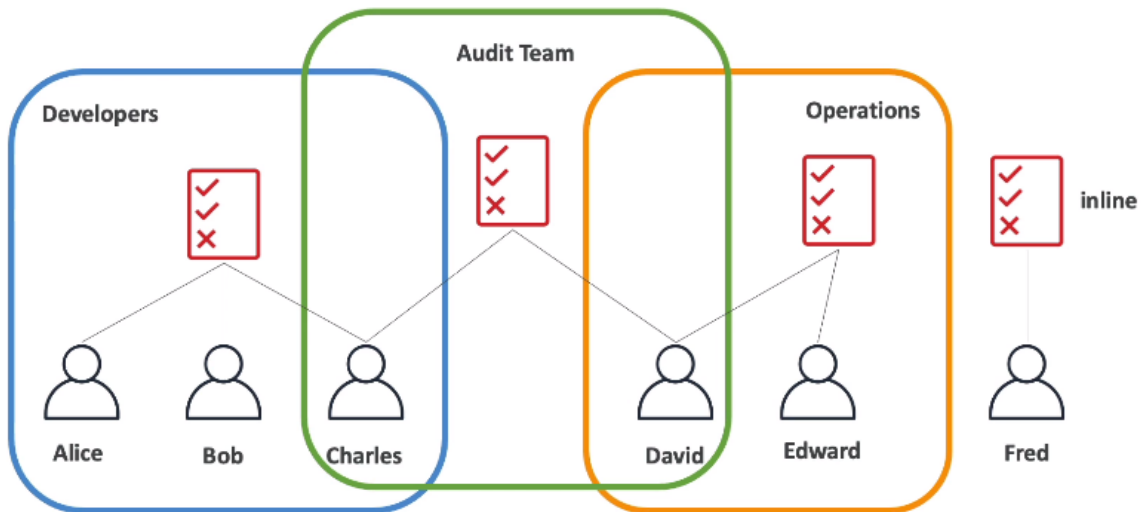 Audit Team
Developers
Operations
inline
Alice
Bob
Charles
David
Edward
Fred